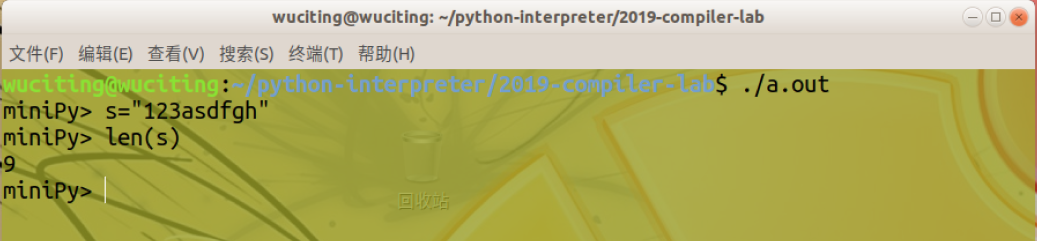 wuciting@wuciting: ~/python-interpreter/2019-compiler-lab
文件(F) 编辑(E) 查看(V) 搜索(S) 终端(T) 帮助(H)
wuciting@wuciting:~/python-interpreter/2019-compiler-lab$ ./a.out
miniPy> s="123asdfgh"
miniPy> len(s)
9
miniPy>
回收站